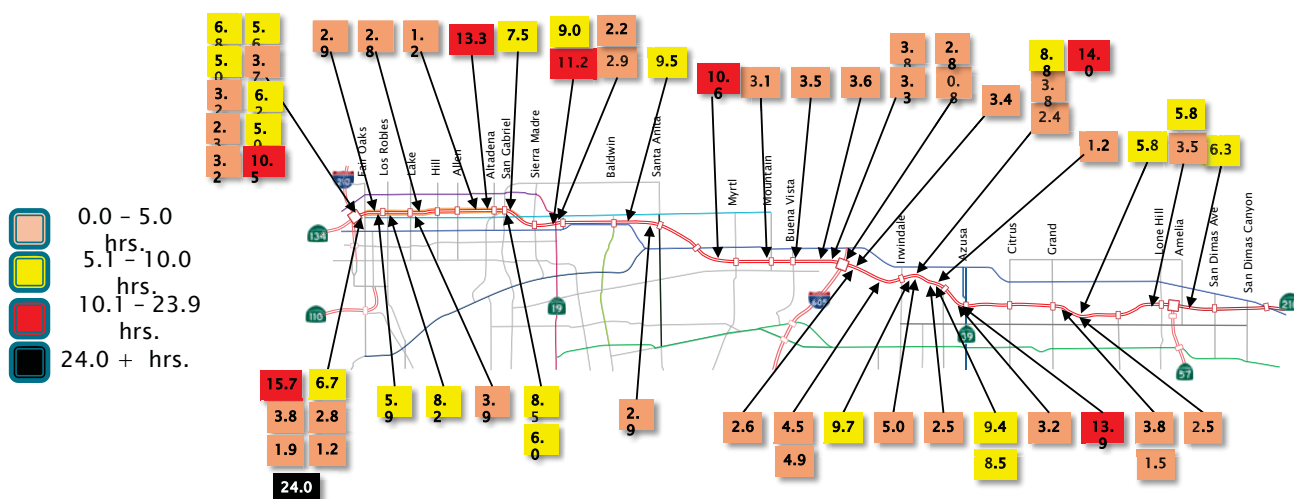 6.8 5.6
5.0 3.7
3.2 6.2
2.3 5.0
3.2 10.5
2.9
2.8
1.2
13.3
7.5
9.0 2.2
11.2 2.9
9.5
10.6
3.1
3.5
3.6
3.8
3.3
2.8
0.8
3.4
8.8 14.0
3.8
2.4
1.2
5.8
5.8
3.5
6.3
Fair Oaks
Los Robles
Lake
Hill
Allen
Altadena
San Gabriel
Sierra Madre
Baldwin
Santa Anita
Myrtl
Mountain
Buena Vista
Irwindale
Azusa
Citrus
Grand
Lone Hill
Amelia
San Dimas Ave
San Dimas Canyon
210
134
110
19
605
39
57
210
0.0 – 5.0
hrs.
5.1 – 10.0
hrs.
10.1 – 23.9
hrs.
24.0 + hrs.
15.7 6.7
3.8 2.8
1.9 1.2
24.0
5.9
8.2
3.9
8.5
6.0
2.9
2.6
4.5
4.9
9.7
5.0
2.5
9.4
8.5
3.2
13.9
3.8
1.5
2.5